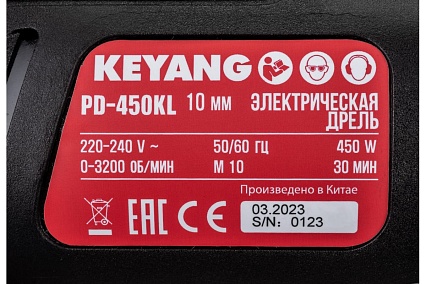 KEYANG
PD-450KL 10 мм ЭЛЕКТРИЧЕСКАЯ ДРЕЛЬ
220-240 V ~ 50/60 ГЦ 450 W
0-3200 ОБ/МИН M 10 30 МИН
Произведено в Китае
EAC CE 03.2023
S/N: 0123